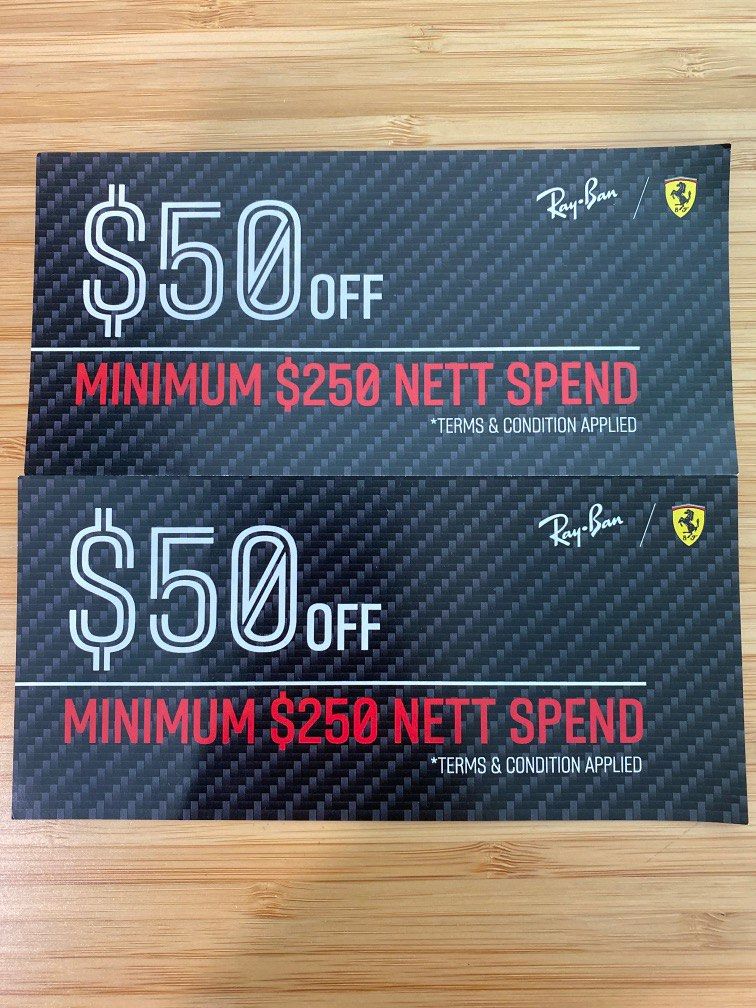 Ray-Ban
$50 OFF
MINIMUM $250 NETT SPEND
*TERMS & CONDITION APPLIED
Ray-Ban
$50 OFF
MINIMUM $250 NETT SPEND
*TERMS & CONDITION APPLIED